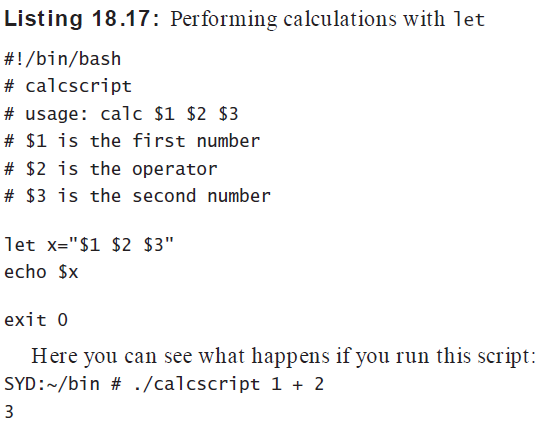 Listing 18.17: Performing calculations with let
#!/bin/bash
# calcscript
# usage: calc $1 $2 $3
# $1 is the first number
# $2 is the operator
# $3 is the second number
let x="$1 $2 $3"
echo $x
exit 0
Here you can see what happens if you run this script:
SYD:~/bin # ./calcscript 1 + 2
3